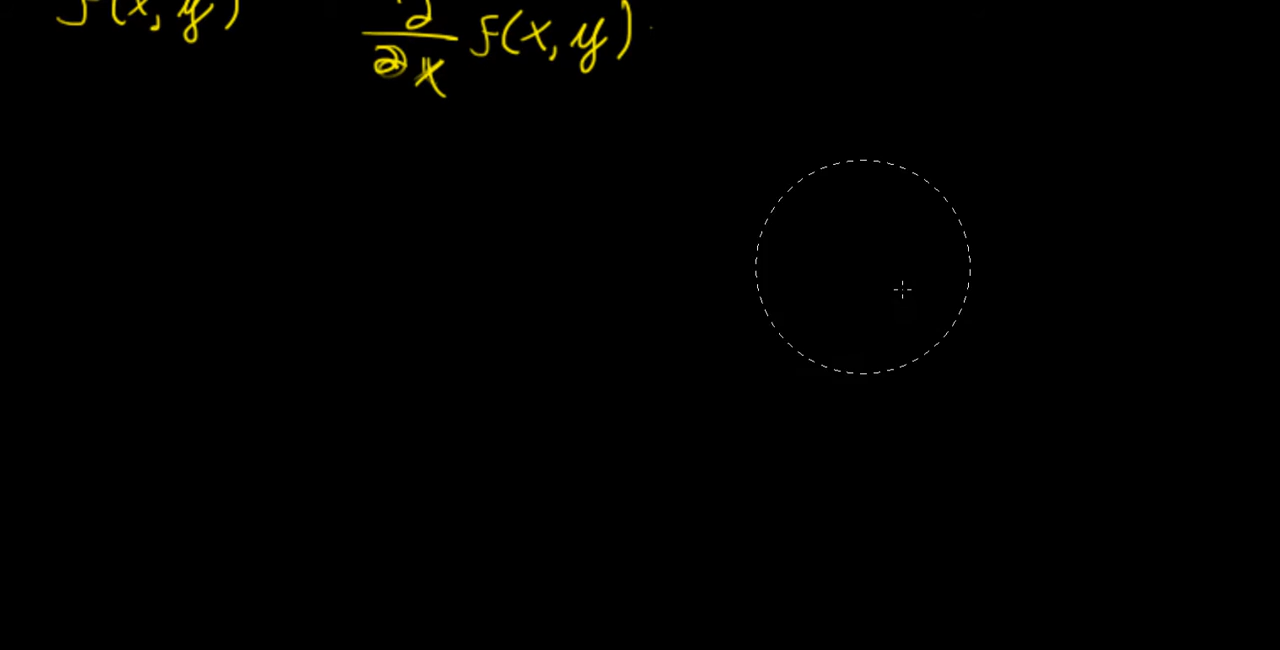 f(x, y) ∂/∂x f(x, y)